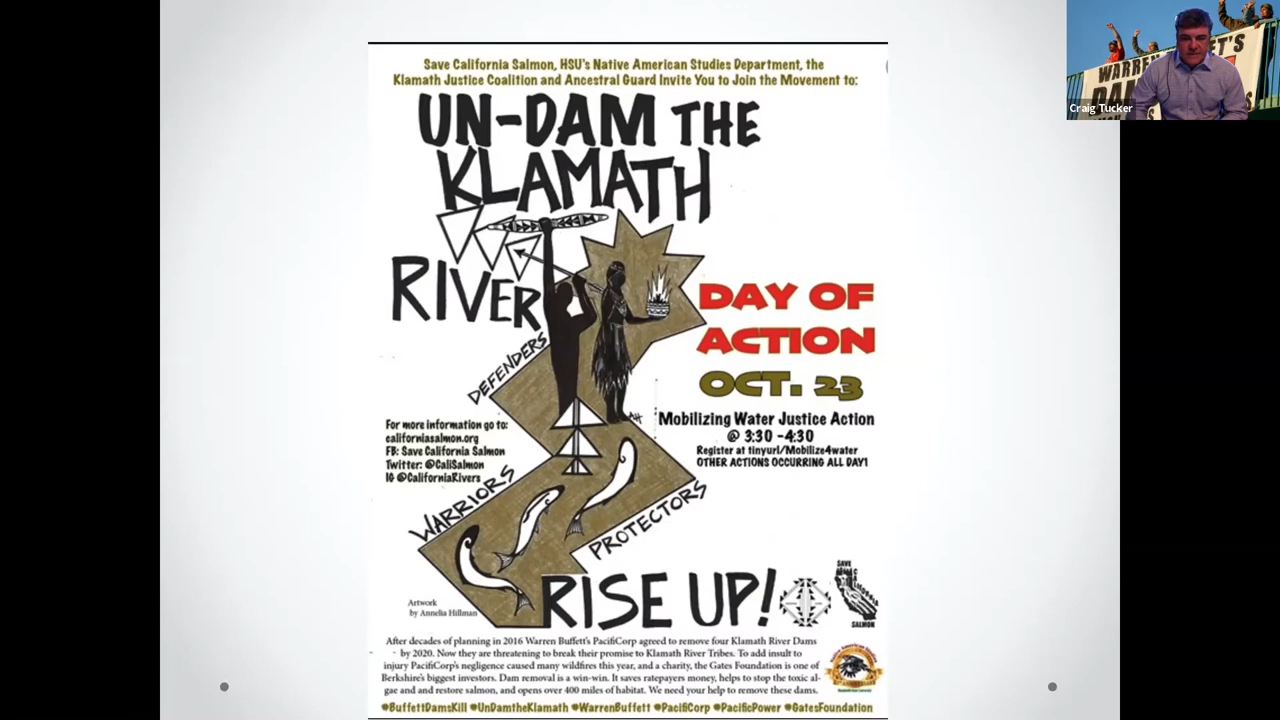 Save California Salmon, HSU's Native American Studies Department, the
Klamath Justice Coalition and Ancestral Guard Invite You to Join the Movement to:
UN-DAM THE
KLAMATH
RIVER
DAY OF
ACTION
OCT. 23
DEFENDERS
Mobilizing Water Justice Action
@ 3:30 -4:30
Register at tinyurl/Mobilize4water
OTHER ACTIONS OCCURRING ALL DAY!
For more information go to:
californiasalmon.org
FB: Save California Salmon
Twitter: @CaliSalmon
IG @CaliforniaRivers
AH
WARRIORS
PROTECTORS
RISE UP!
SAVE
CALIFORNIA
SALMON
Artwork
by Annelia Hillman
After decades of planning in 2016 Warren Buffett's PacifiCorp agreed to remove four Klamath River Dams
by 2020. Now they are threatening to break their promise to Klamath River Tribes. To add insult to
injury PacifiCorp's negligence caused many wildfires this year, and a charity, the Gates Foundation is one of
Berkshire's biggest investors. Dam removal is a win-win. It saves ratepayers money, helps to stop the toxic al-
gae and and restore salmon, and opens over 400 miles of habitat. We need your help to remove these dams.
#BuffettDamsKill #UnDamtheKlamath #WarrenBuffett #PacifiCorp #PacificPower #GatesFoundation
WARREN
Craig Tucker